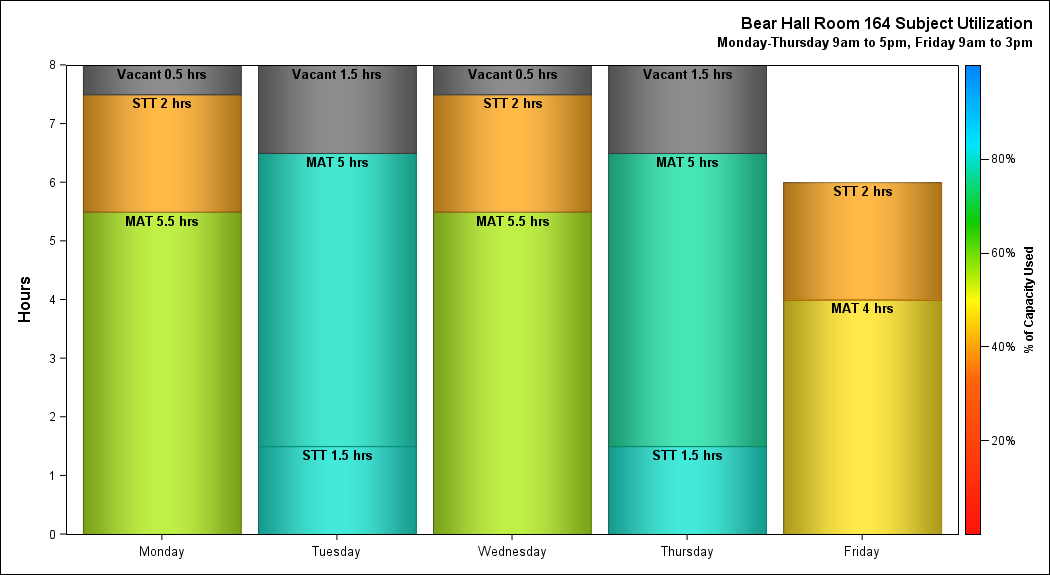 Bear Hall Room 164 Subject Utilization
Monday-Thursday 9am to 5pm, Friday 9am to 3pm
Hours
8
7
6
5
4
3
2
1
0
Vacant 0.5 hrs
STT 2 hrs
MAT 5.5 hrs
Vacant 1.5 hrs
MAT 5 hrs
STT 1.5 hrs
Vacant 0.5 hrs
STT 2 hrs
MAT 5.5 hrs
Vacant 1.5 hrs
MAT 5 hrs
STT 1.5 hrs
STT 2 hrs
MAT 4 hrs
Monday
Tuesday
Wednesday
Thursday
Friday
80%
60%
40%
20%
% of Capacity Used